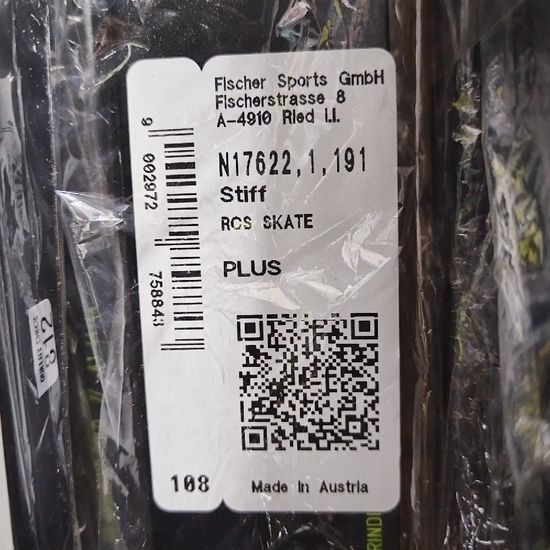 Fischer Sports GmbH
Fischerstrasse 8
A-4910 Ried i.I.
N17622,1,191
Stiff
RCS SKATE
PLUS
9 002972 758843
108
Made In Austria
812